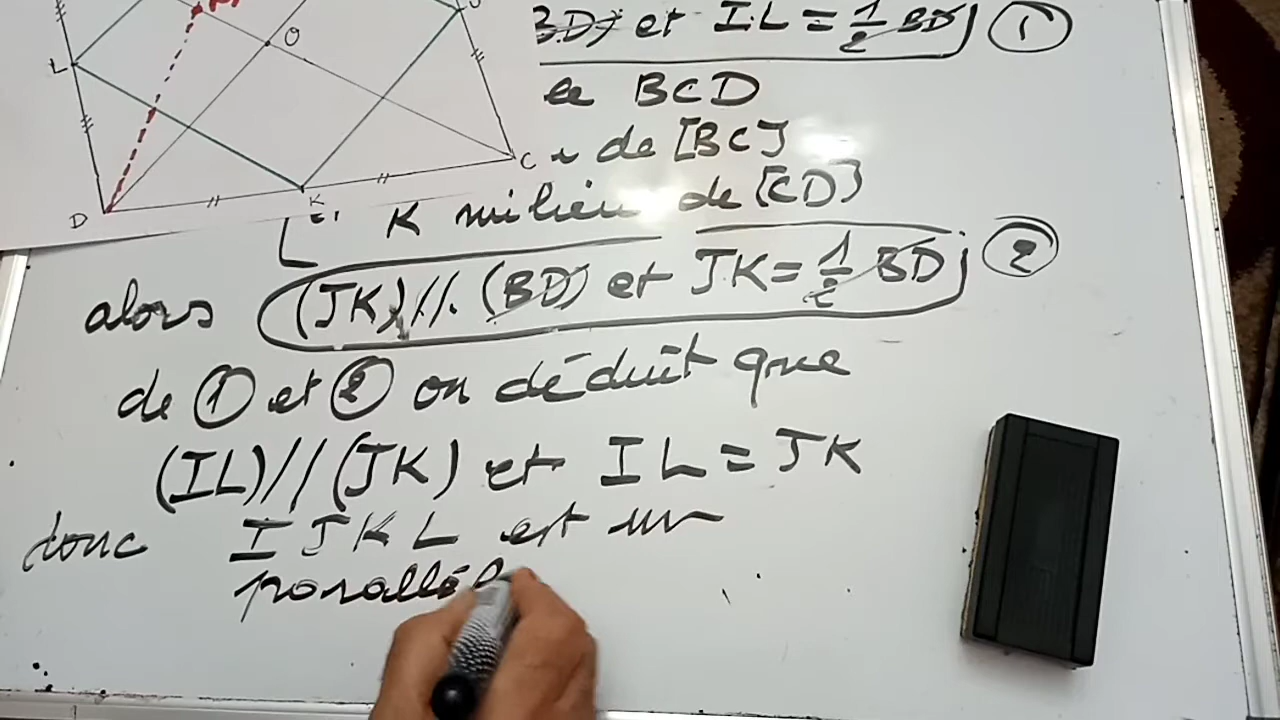 L
O
D
K
C
BD) et IL = 1/2 BD
①
BCD
de [BC]
K milieu de [CD]
alors (JK) // (BD) et JK = 1/2 BD
②
de ① et ② on déduit que
(IL) // (JK) et IL = JK
donc IJKL est un
parallél